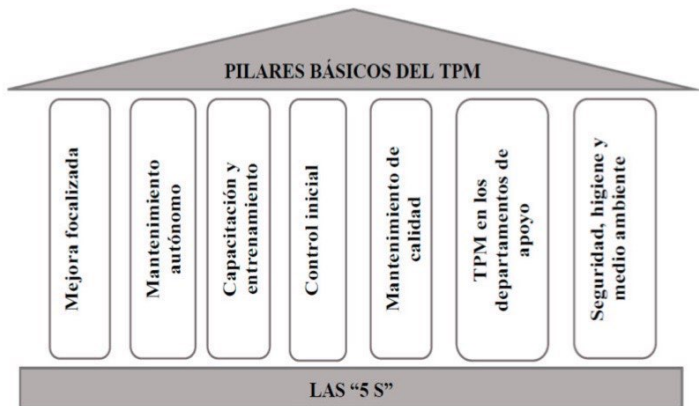 PILARES BÁSICOS DEL TPM
Mejora focalizada
Mantenimiento
autónomo
Capacitación y
entrenamiento
Control inicial
Mantenimiento de
calidad
TPM en los
departamentos de
apoyo
Seguridad, higiene y
medio ambiente
LAS “5 S”